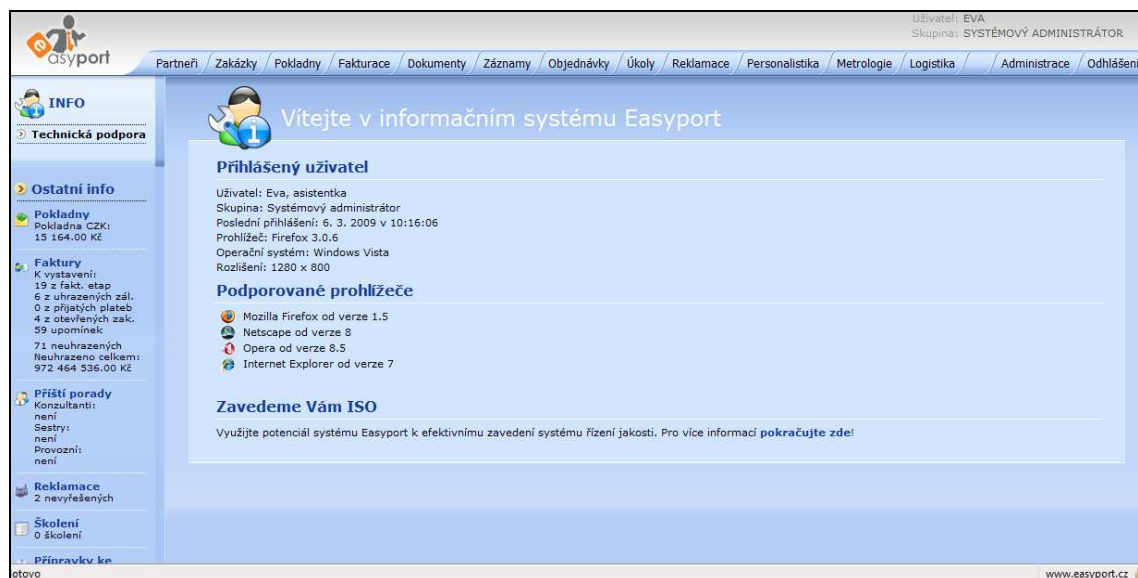 easyport
Uživatel: EVA
Skupina: SYSTÉMOVÝ ADMINISTRÁTOR
Partneři / Zakázky / Pokladny / Fakturace / Dokumenty / Záznamy / Objednávky / Úkoly / Reklamace / Personalistika / Metrologie / Logistika / Administrace / Odhlášení
INFO
Technická podpora
Ostatní info
Pokladny
Pokladna CZK:
15 164.00 Kč
Faktury
K vystavení:
19 z fakt. etap
6 z uhrazených zál.
0 z přijatých plateb
4 z otevřených zak.
59 upomínek
71 neuhrazených
Neuhrazeno celkem:
972 464 536.00 Kč
Příští porady
Konzultanti:
není
Sestry:
není
Provozní:
není
Reklamace
2 nevyřešených
Školení
0 školení
Přípravky ke
Vítejte v informačním systému Easyport
Přihlášený uživatel
Uživatel: Eva, asistentka
Skupina: Systémový administrátor
Poslední přihlášení: 6. 3. 2009 v 10:16:06
Prohlížeč: Firefox 3.0.6
Operační systém: Windows Vista
Rozlišení: 1280 x 800
Podporované prohlížeče
Mozilla Firefox od verze 1.5
Netscape od verze 8
Opera od verze 8.5
Internet Explorer od verze 7
Zavedeme Vám ISO
Využijte potenciál systému Easyport k efektivnímu zavedení systému řízení jakosti. Pro více informací pokračujte zde!
otovo
www.easyport.cz